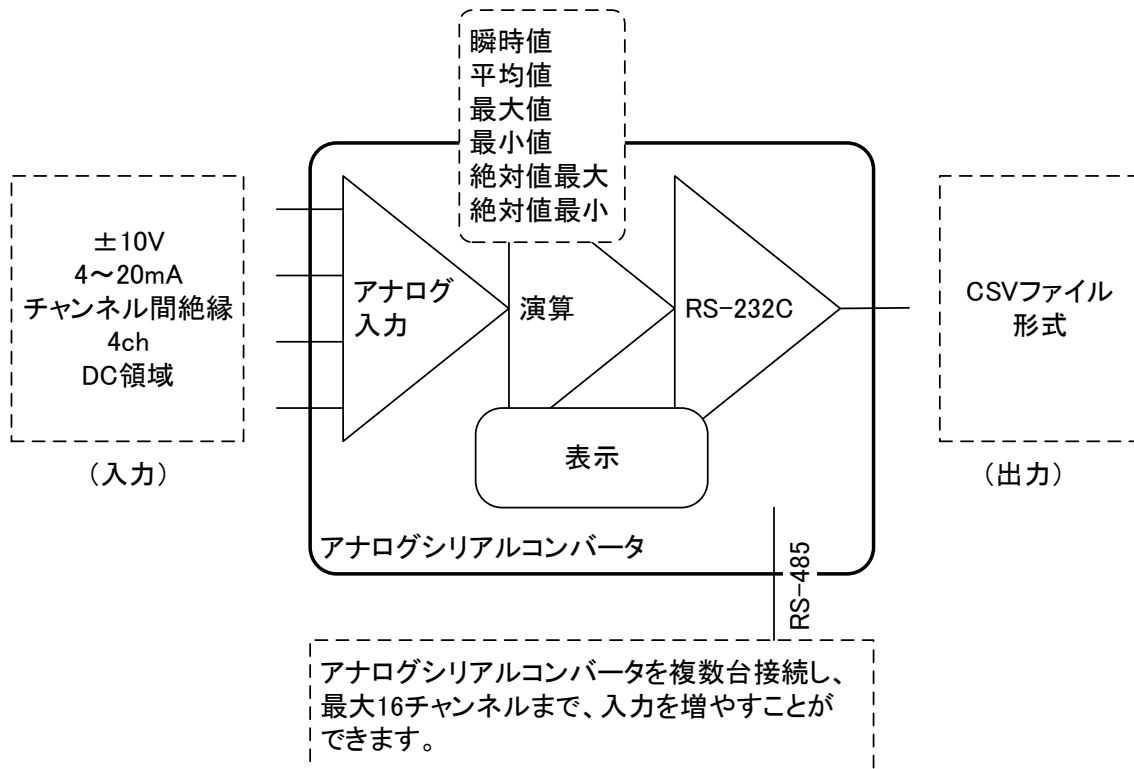 瞬時値
平均値
最大値
最小値
絶対値最大
絶対値最小
±10V
4～20mA
チャンネル間絶縁
4ch
DC領域
(入力)
アナログ
入力
演算
RS-232C
表示
アナログシリアルコンバータ
CSVファイル
形式
(出力)
RS-485
アナログシリアルコンバータを複数台接続し、
最大16チャンネルまで、入力を増やすことが
できます。